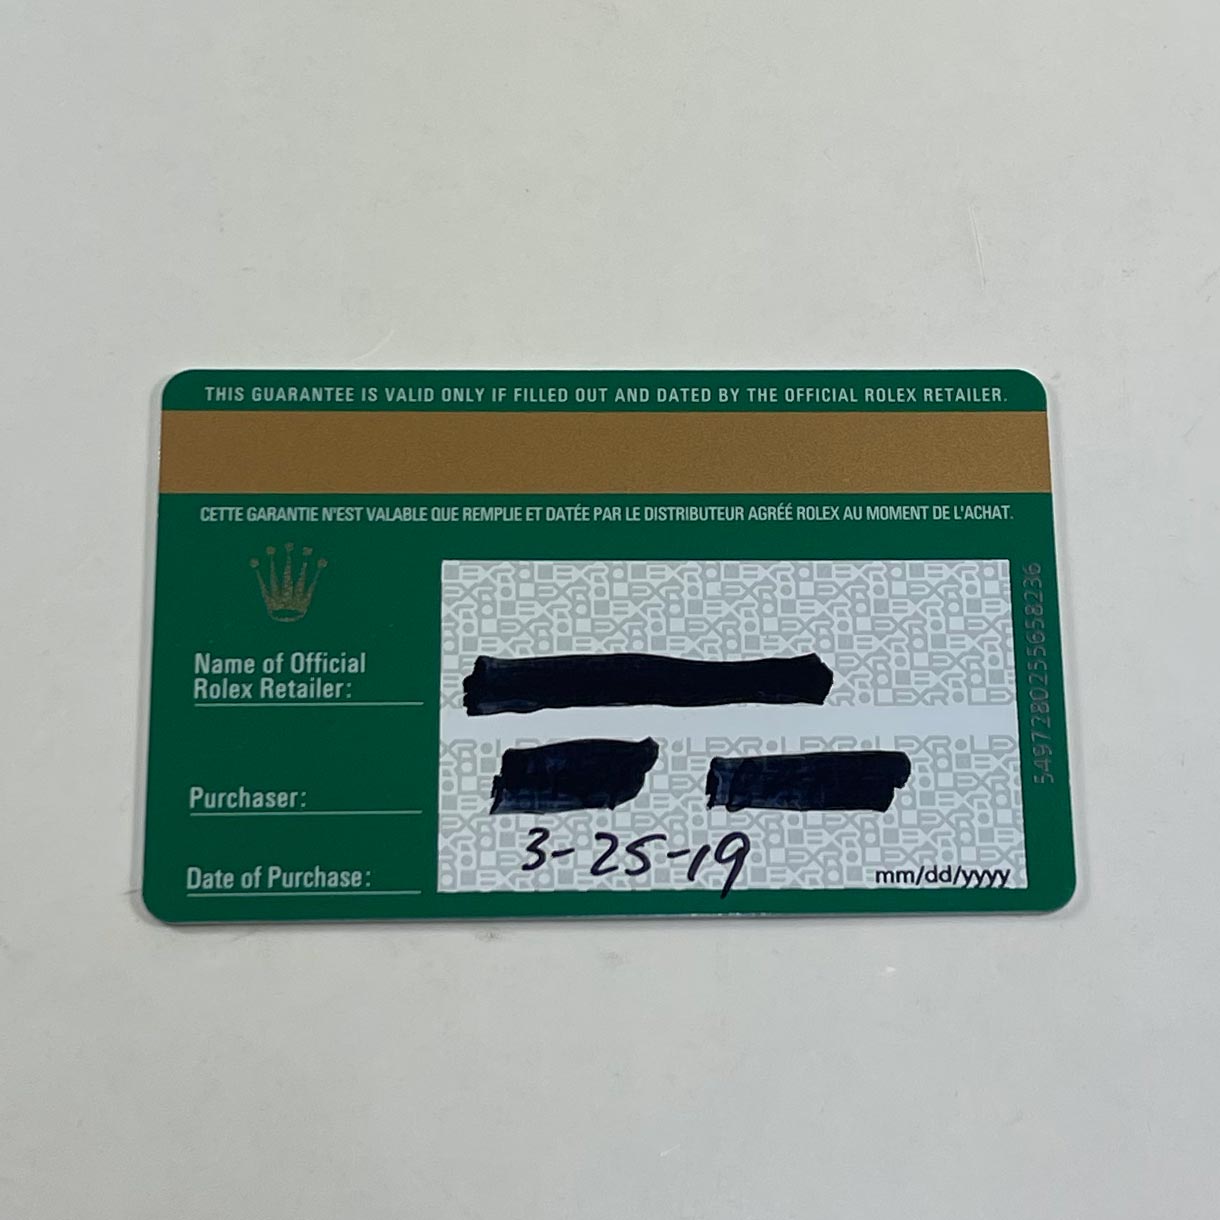 THIS GUARANTEE IS VALID ONLY IF FILLED OUT AND DATED BY THE OFFICIAL ROLEX RETAILER.
CETTE GARANTIE N'EST VALABLE QUE REMPLIE ET DATÉE PAR LE DISTRIBUTEUR AGRÉÉ ROLEX AU MOMENT DE L'ACHAT.
Name of Official
Rolex Retailer:
Purchaser:
Date of Purchase:
3-25-19
mm/dd/yyyy
5497280255658236